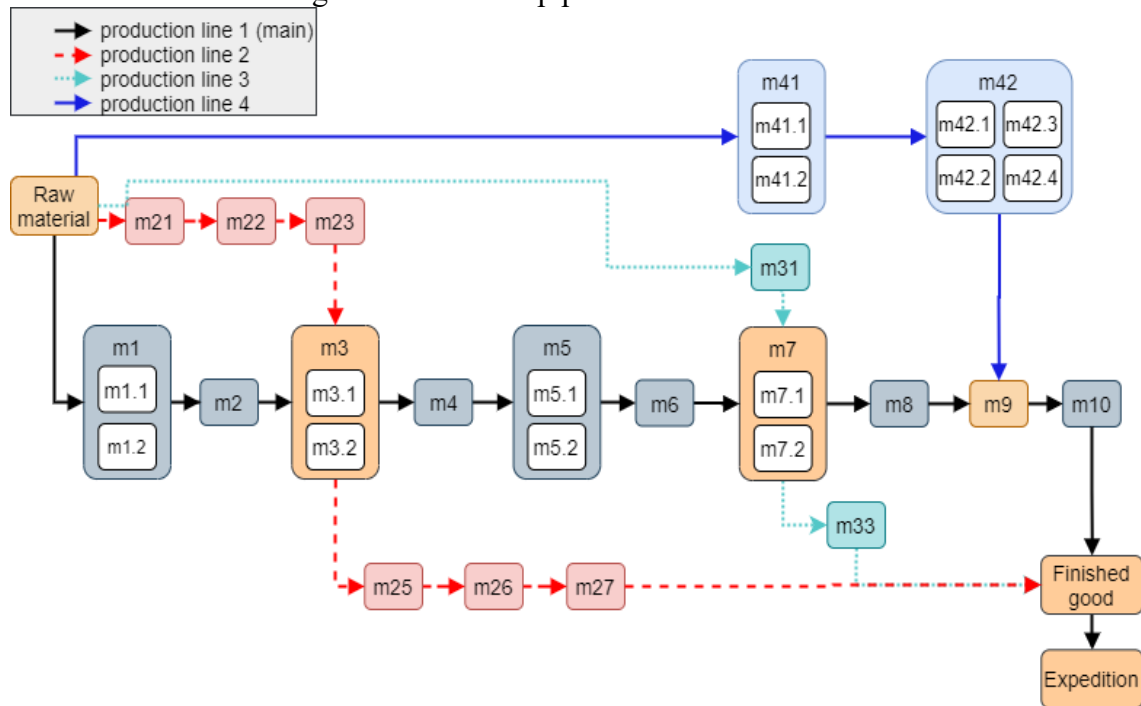 production line 1 (main)
production line 2
production line 3
production line 4
m41
m41.1
m41.2
m42
m42.1
m42.3
m42.2
m42.4
Raw
material
m21
m22
m23
m31
m1
m1.1
m1.2
m2
m3
m3.1
m3.2
m4
m5
m5.1
m5.2
m6
m7
m7.1
m7.2
m8
m9
m10
m33
m25
m26
m27
Finished
good
Expedition